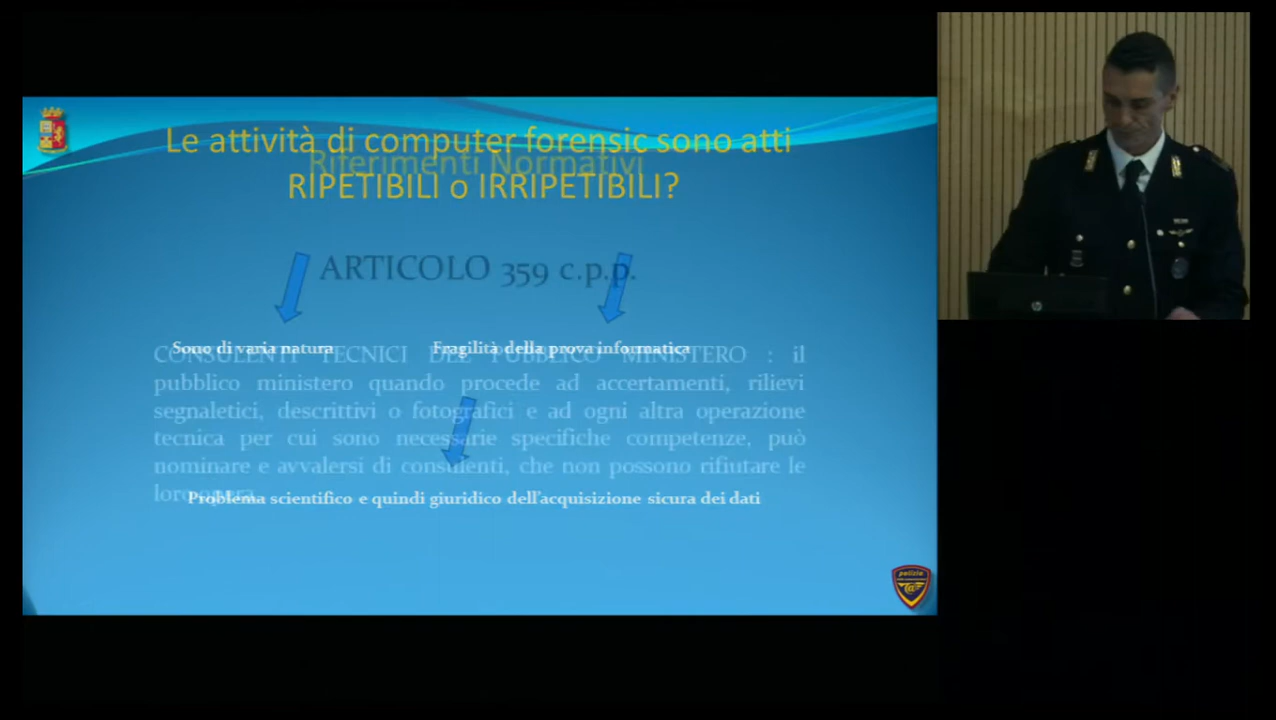 Le attività di computer forensic sono atti
Riferimenti Normativi
RIPETIBILI o IRRIPETIBILI?
ARTICOLO 359 c.p.p.
Sono di varia natura
Fragilità della prova informatica
CONSULENTI TECNICI DEL PUBBLICO MINISTERO : il
pubblico ministero quando procede ad accertamenti, rilievi
segnaletici, descrittivi o fotografici e ad ogni altra operazione
tecnica per cui sono necessarie specifiche competenze, può
nominare e avvalersi di consulenti, che non possono rifiutare le
loro opera.
Problema scientifico e quindi giuridico dell'acquisizione sicura dei dati
polizia